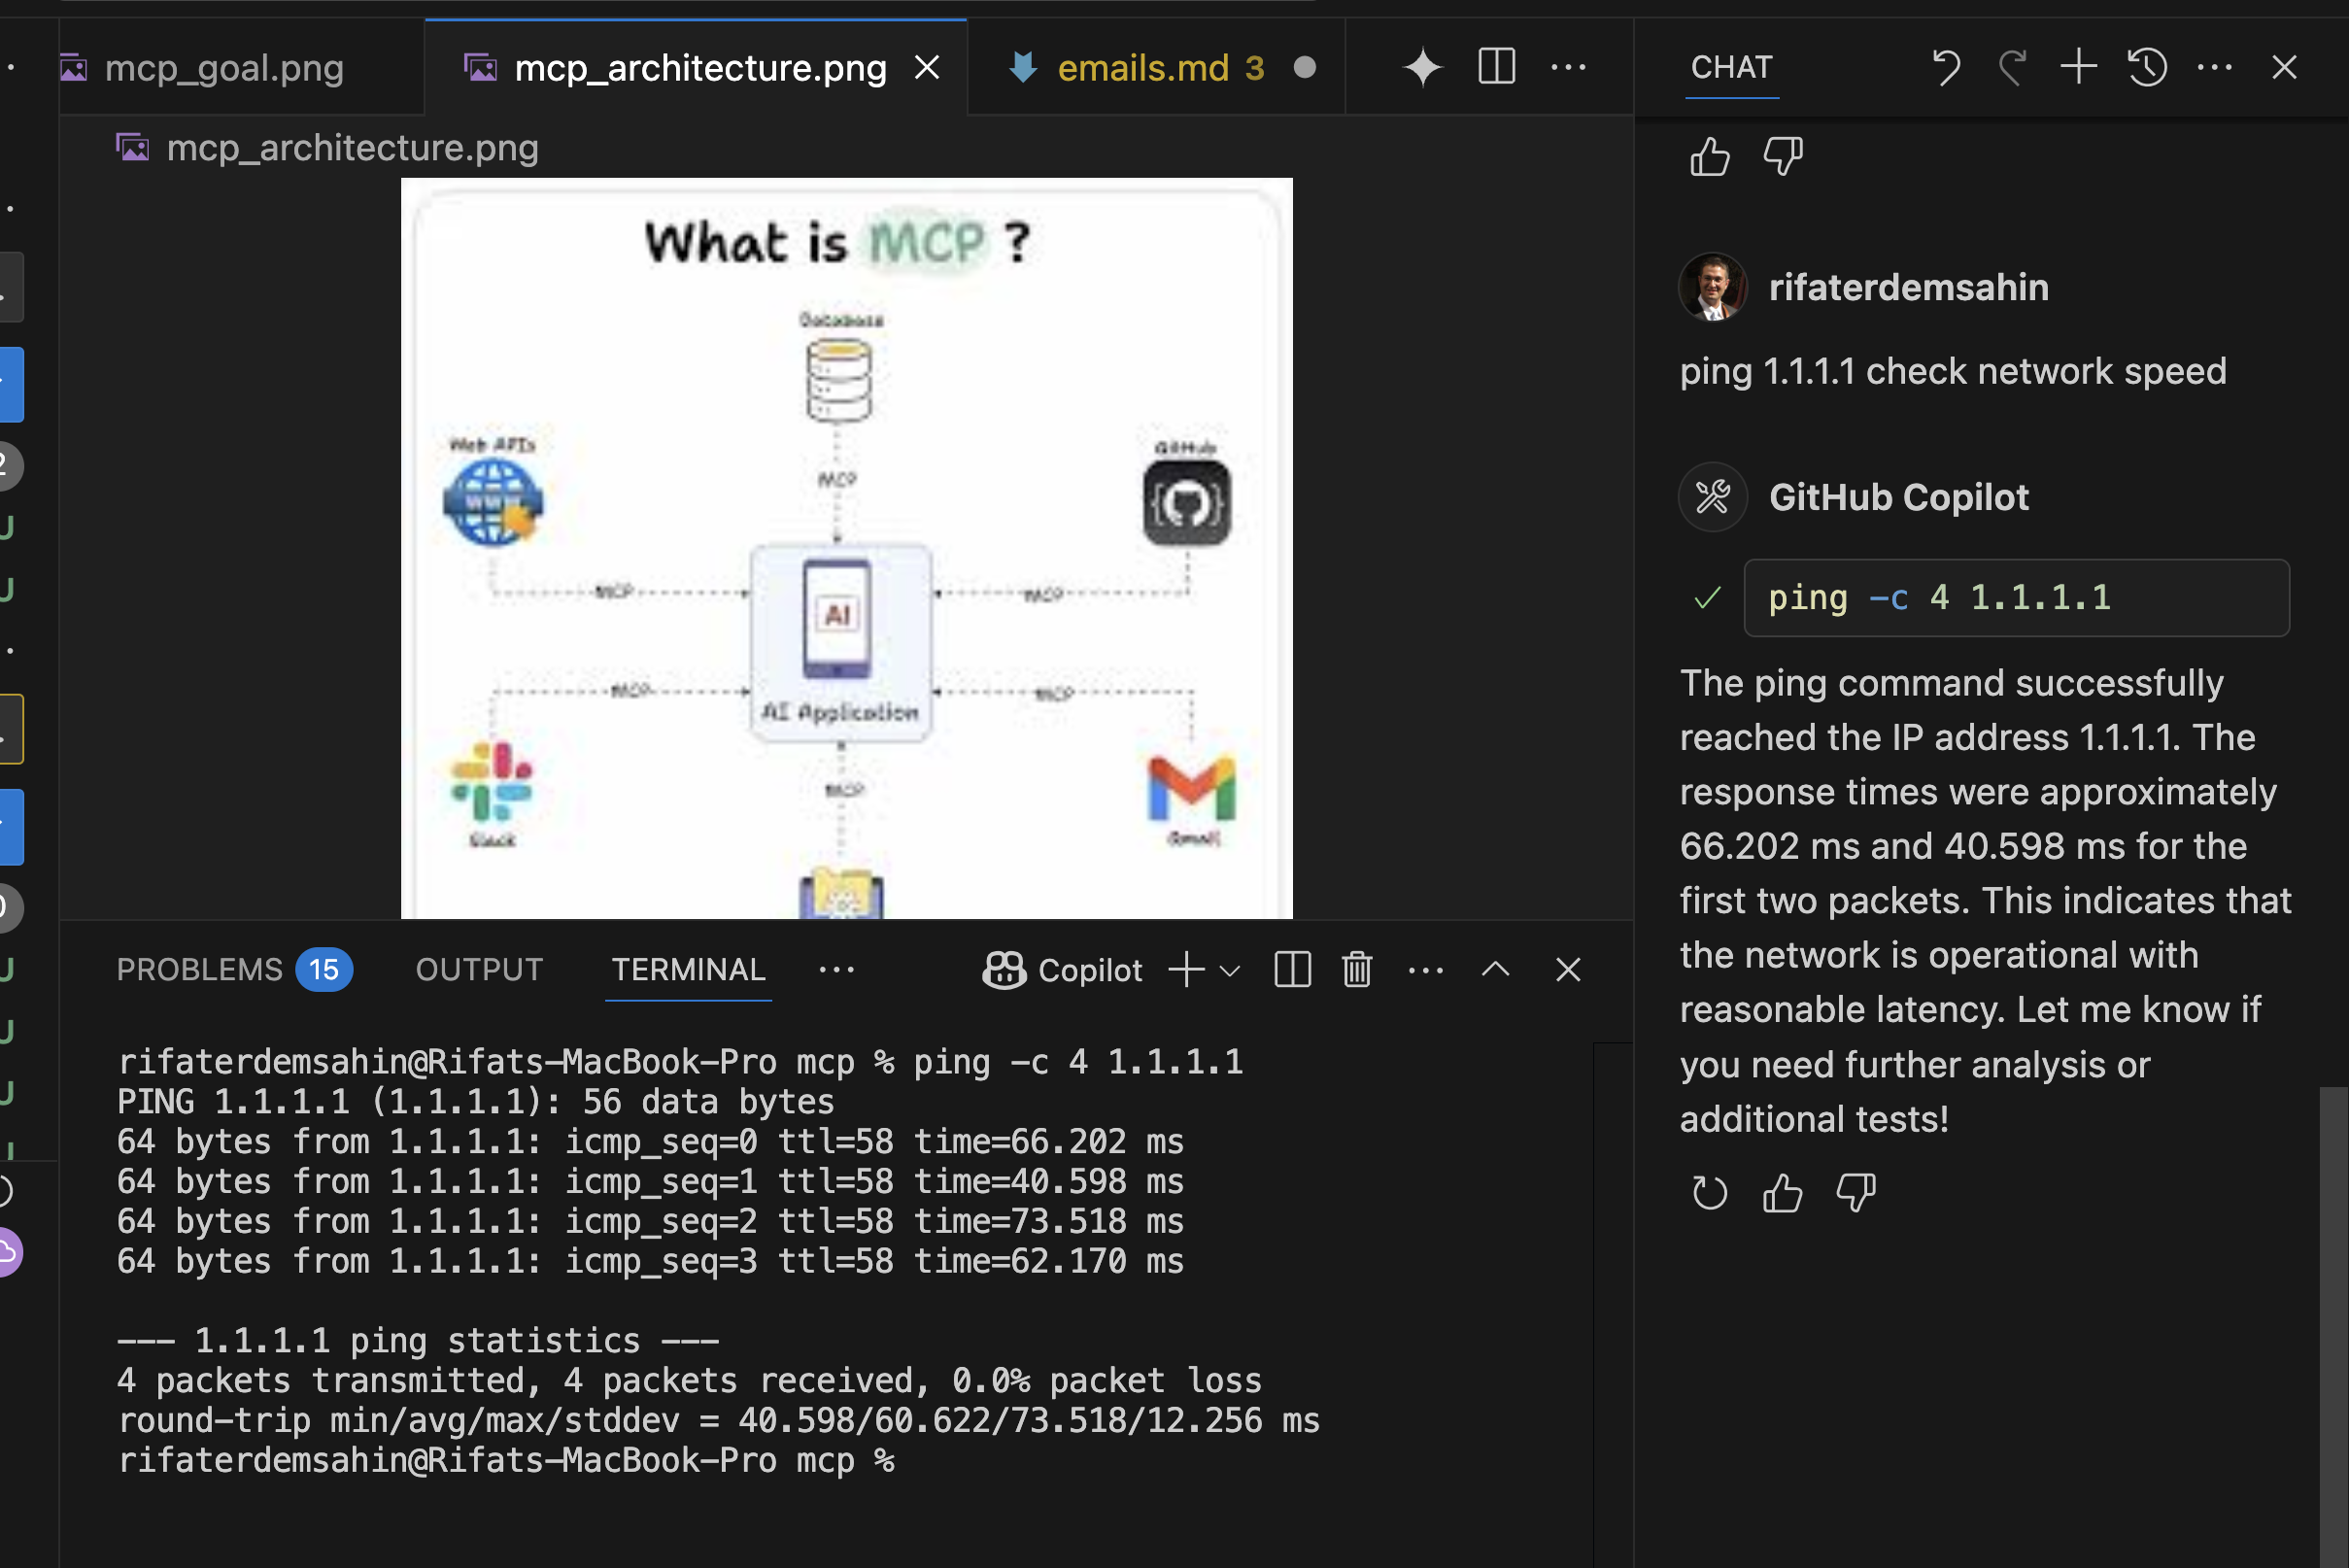 mcp_goal.png
mcp_architecture.png
emails.md 3
mcp_architecture.png
What is MCP ?
Database
Web APIs
WWW
GitHub
MCP
MCP
MCP
AI
AI Application
MCP
MCP
MCP
Slack
Gmail
PROBLEMS 15
OUTPUT
TERMINAL
Copilot
rifaterdemsahin@Rifats-MacBook-Pro mcp % ping -c 4 1.1.1.1
PING 1.1.1.1 (1.1.1.1): 56 data bytes
64 bytes from 1.1.1.1: icmp_seq=0 ttl=58 time=66.202 ms
64 bytes from 1.1.1.1: icmp_seq=1 ttl=58 time=40.598 ms
64 bytes from 1.1.1.1: icmp_seq=2 ttl=58 time=73.518 ms
64 bytes from 1.1.1.1: icmp_seq=3 ttl=58 time=62.170 ms
--- 1.1.1.1 ping statistics ---
4 packets transmitted, 4 packets received, 0.0% packet loss
round-trip min/avg/max/stddev = 40.598/60.622/73.518/12.256 ms
rifaterdemsahin@Rifats-MacBook-Pro mcp %
CHAT
rifaterdemsahin
ping 1.1.1.1 check network speed
GitHub Copilot
ping -c 4 1.1.1.1
The ping command successfully
reached the IP address 1.1.1.1. The
response times were approximately
66.202 ms and 40.598 ms for the
first two packets. This indicates that
the network is operational with
reasonable latency. Let me know if
you need further analysis or
additional tests!